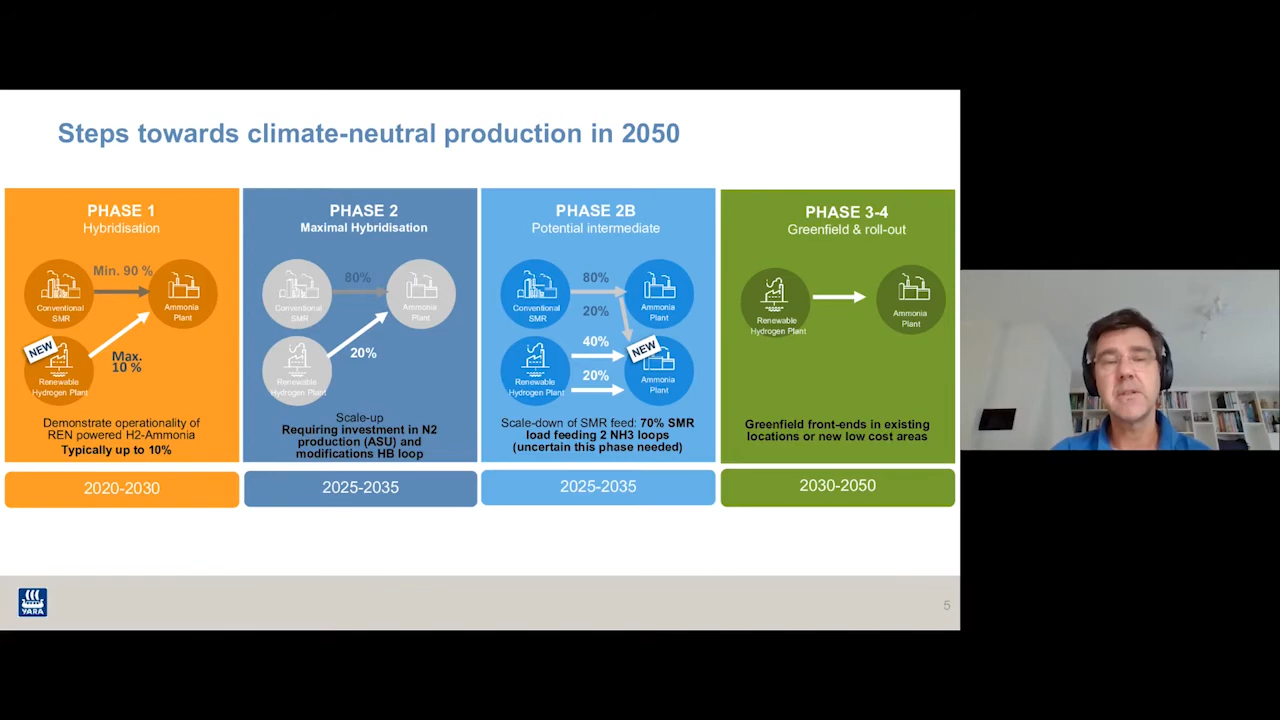 Steps towards climate-neutral production in 2050
PHASE 1
Hybridisation
Min. 90 %
Conventional
SMR
Ammonia
Plant
NEW
Max.
10 %
Renewable
Hydrogen Plant
Demonstrate operationality of
REN powered H2-Ammonia
Typically up to 10%
2020-2030
PHASE 2
Maximal Hybridisation
80%
Conventional
SMR
Ammonia
Plant
20%
Renewable
Hydrogen Plant
Scale-up
Requiring investment in N2
production (ASU) and
modifications HB loop
2025-2035
PHASE 2B
Potential intermediate
80%
Conventional
SMR
Ammonia
Plant
20%
40%
NEW
20%
Renewable
Hydrogen Plant
Ammonia
Plant
Scale-down of SMR feed: 70% SMR
load feeding 2 NH3 loops
(uncertain this phase needed)
2025-2035
PHASE 3-4
Greenfield & roll-out
Renewable
Hydrogen Plant
Ammonia
Plant
Greenfield front-ends in existing
locations or new low cost areas
2030-2050
YARA
5